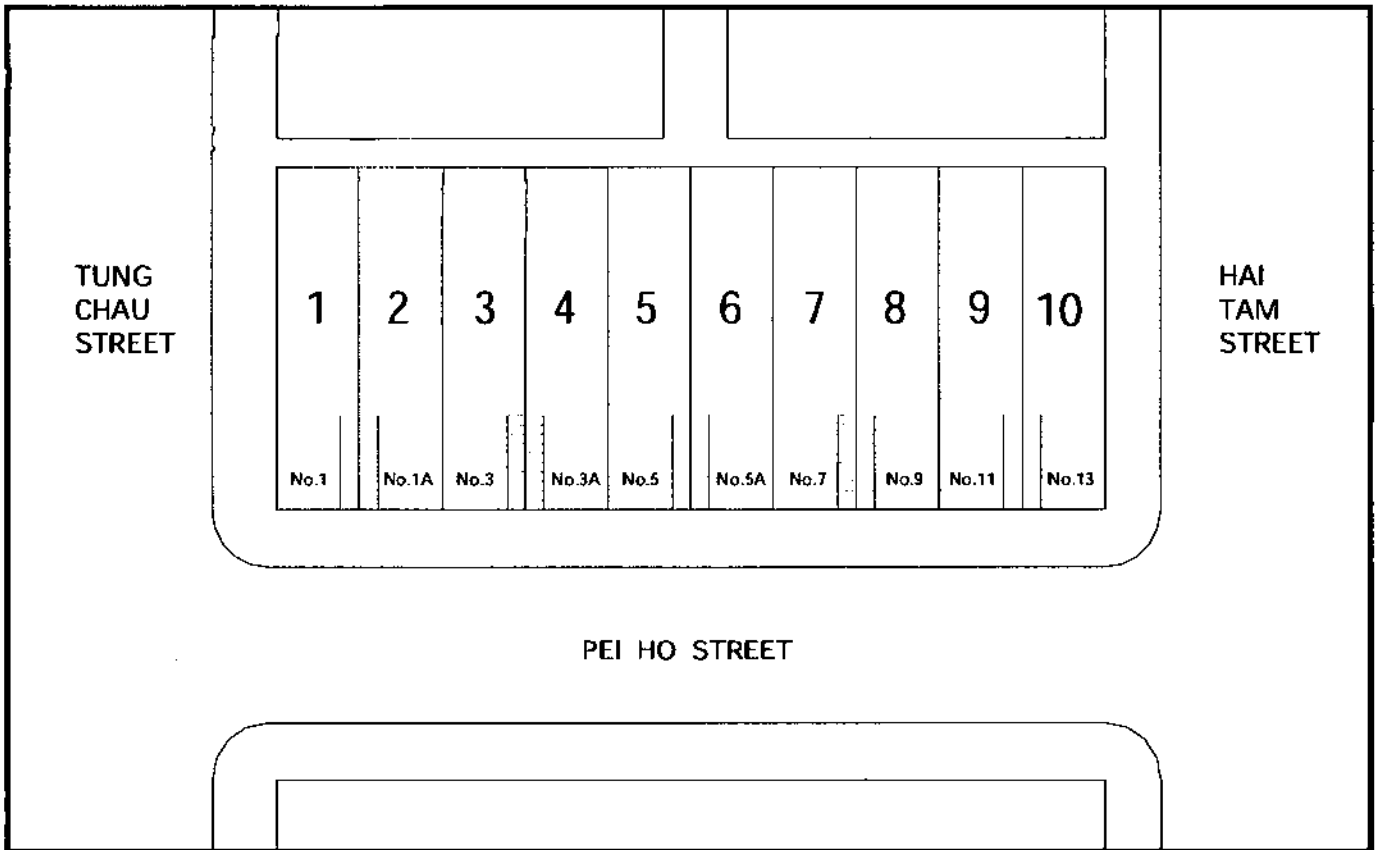 TUNG
CHAU
STREET
1 2 3 4 5 6 7 8 9 10
HAI
TAM
STREET
No.1 No.1A No.3 No.3A No.5 No.5A No.7 No.9 No.11 No.13
PEI HO STREET